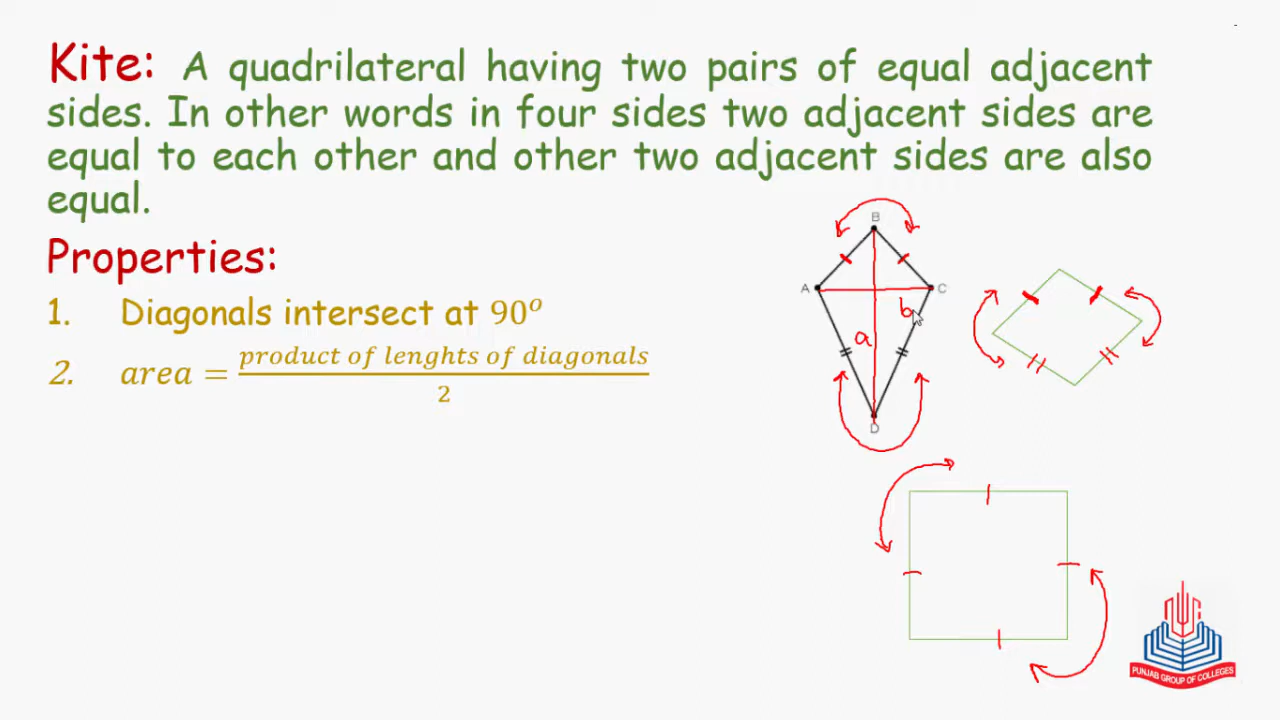 Kite: A quadrilateral having two pairs of equal adjacent
sides. In other words in four sides two adjacent sides are
equal to each other and other two adjacent sides are also
equal.
Properties:
1. Diagonals intersect at 90°
2. area = product of lenghts of diagonals
2
B
A
C
b
a
D
PUNJAB GROUP OF COLLEGES